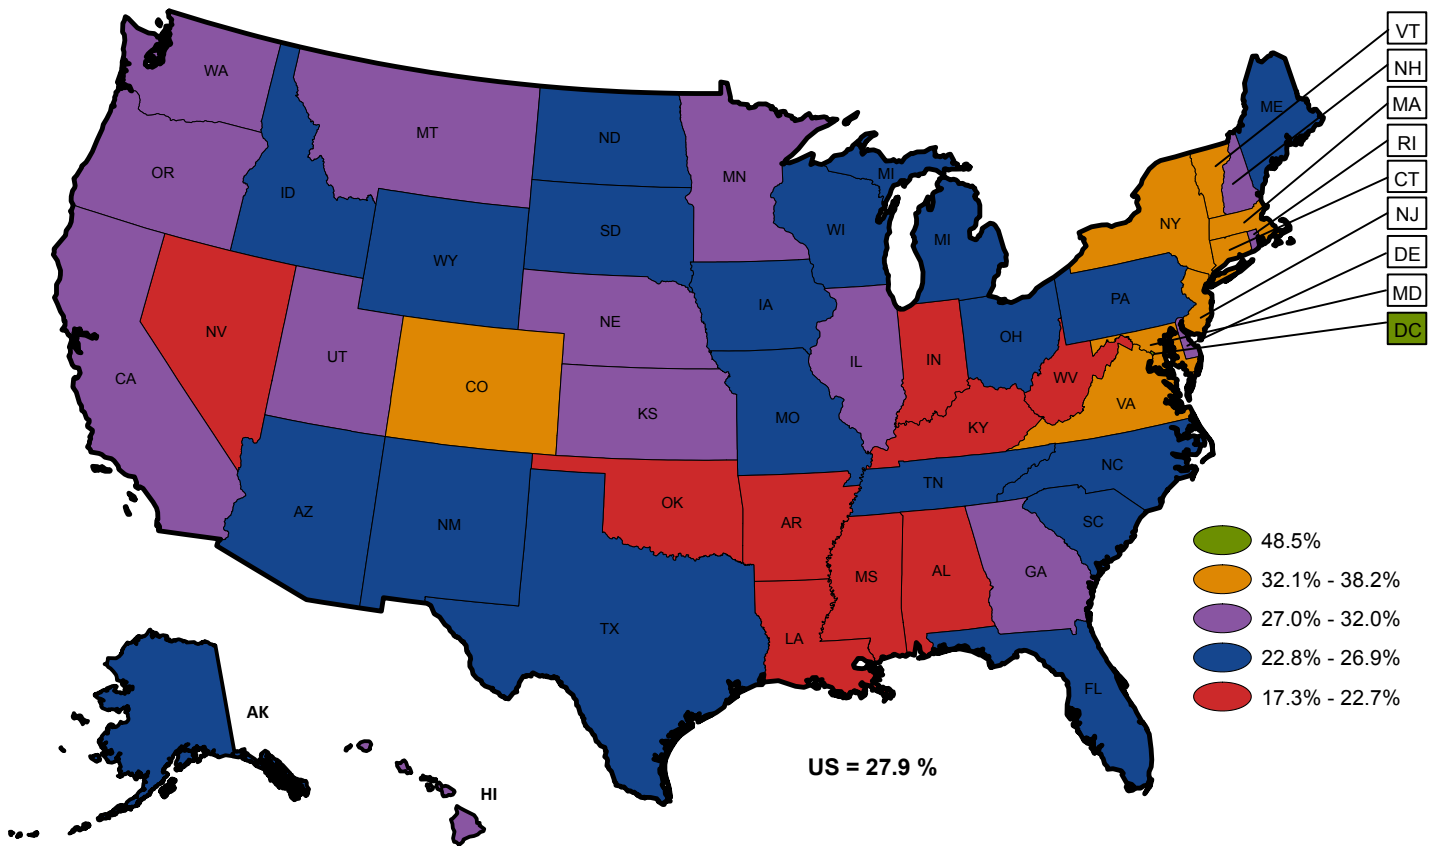 VT
NH
MA
RI
CT
NJ
DE
MD
DC
WA
MT
ND
MN
ME
OR
ID
SD
WI
MI
MI
NY
WY
IA
PA
NV
UT
NE
IL
IN
OH
CA
CO
KS
MO
KY
WV
VA
AZ
NM
OK
AR
TN
NC
SC
MS
AL
GA
TX
LA
FL
AK
HI
48.5%
32.1% - 38.2%
27.0% - 32.0%
22.8% - 26.9%
17.3% - 22.7%
US = 27.9 %